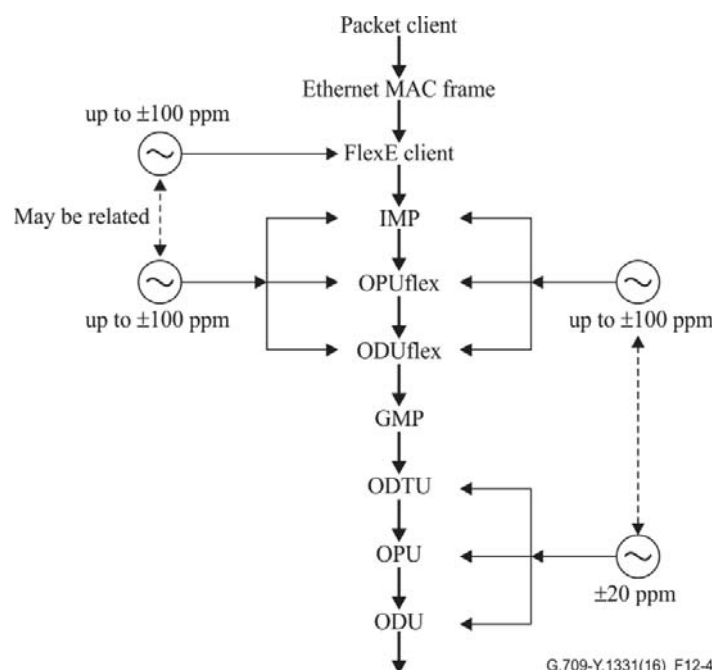 Packet client
Ethernet MAC frame
up to ±100 ppm
FlexE client
May be related
IMP
up to ±100 ppm
OPUflex
up to ±100 ppm
ODUflex
GMP
ODTU
OPU
±20 ppm
ODU
G.709-Y.1331(16)_F12-4